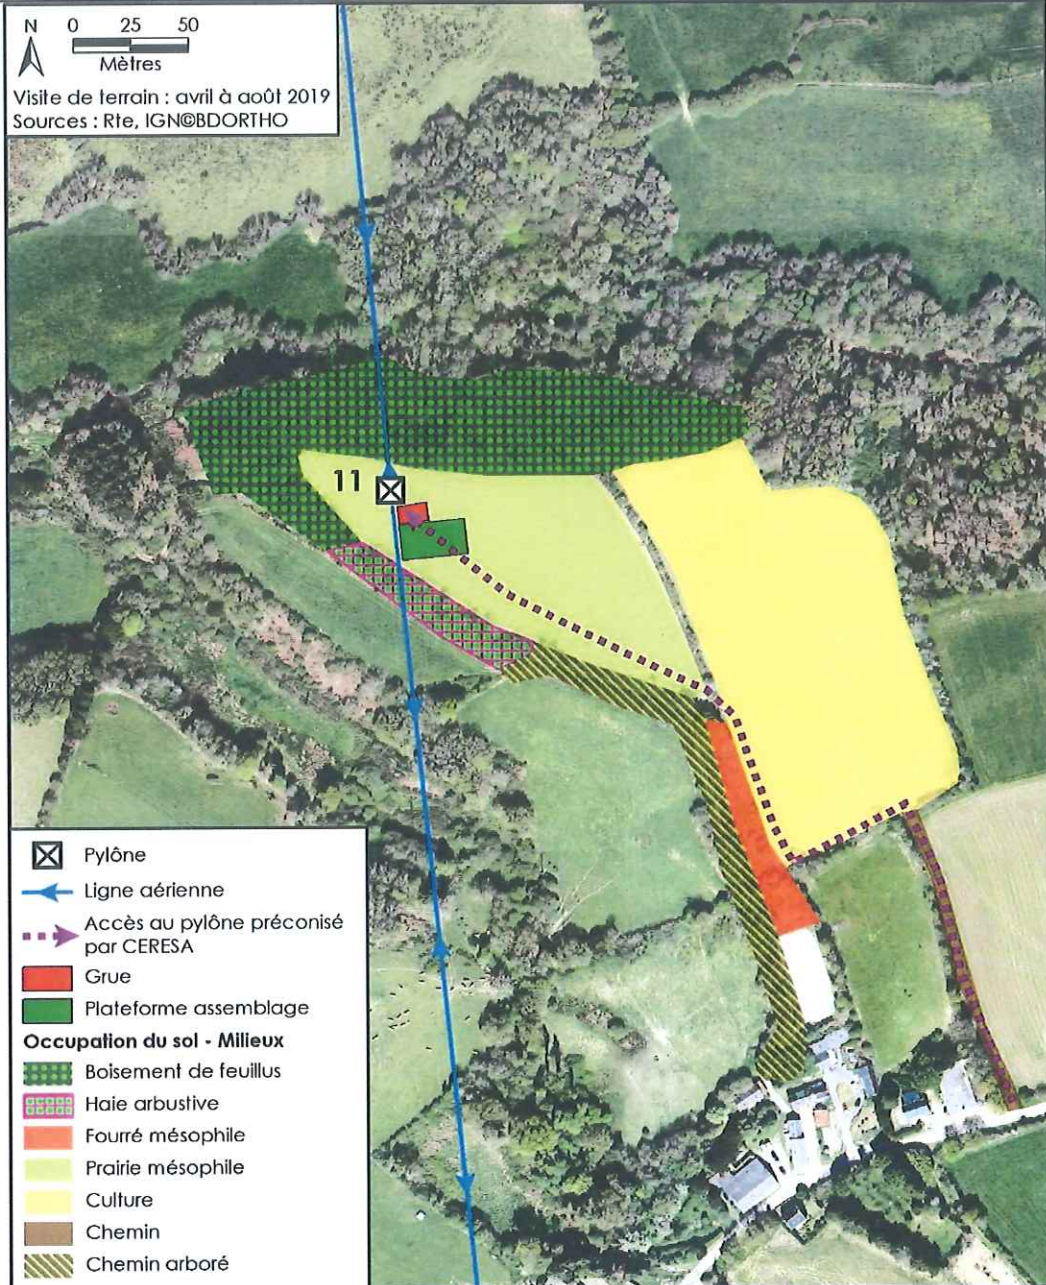 N
0 25 50
Mètres
Visite de terrain : avril à août 2019
Sources : Rte, IGN©BDORTHO
11
Pylône
Ligne aérienne
Accès au pylône préconisé
par CERESA
Grue
Plateforme assemblage
Occupation du sol - Milieux
Boisement de feuillus
Haie arbustive
Fourré mésophile
Prairie mésophile
Culture
Chemin
Chemin arboré